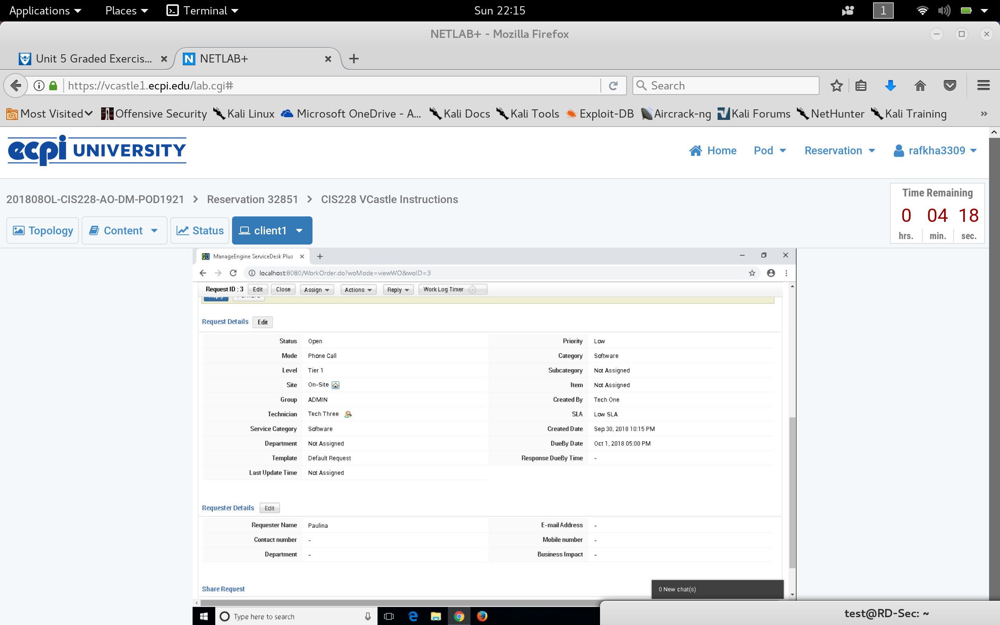 Applications Places Terminal Sun 22:15 1
NETLAB+ - Mozilla Firefox
Unit 5 Graded Exercis... NETLAB+
https://vcastle1.ecpi.edu/lab.cgi# Search
Most Visited Offensive Security Kali Linux Microsoft OneDrive - A... Kali Docs Kali Tools Exploit-DB Aircrack-ng Kali Forums NetHunter Kali Training »
ecpi UNIVERSITY Home Pod Reservation rafkha3309
201808OL-CIS228-AO-DM-POD1921 > Reservation 32851 > CIS228 VCastle Instructions
Time Remaining
0 04 18
hrs. min. sec.
Topology Content Status client1
ManageEngine ServiceDesk Plus
localhost:8080/WorkOrder.do?woMode=viewWO&woID=3
Request ID : 3 Edit Close Assign Actions Reply Work Log Timer
Request Details Edit
Status Open Priority Low
Mode Phone Call Category Software
Level Tier 1 Subcategory Not Assigned
Site On-Site Item Not Assigned
Group ADMIN Created By Tech One
Technician Tech Three SLA Low SLA
Service Category Software Created Date Sep 30, 2018 10:15 PM
Department Not Assigned DueBy Date Oct 1, 2018 05:00 PM
Template Default Request Response DueBy Time -
Last Update Time Not Assigned
Requester Details Edit
Requester Name Paulina E-mail Address -
Contact number - Mobile number -
Department - Business Impact -
Share Request
0 New chat(s)
Type here to search
test@RD-Sec: ~